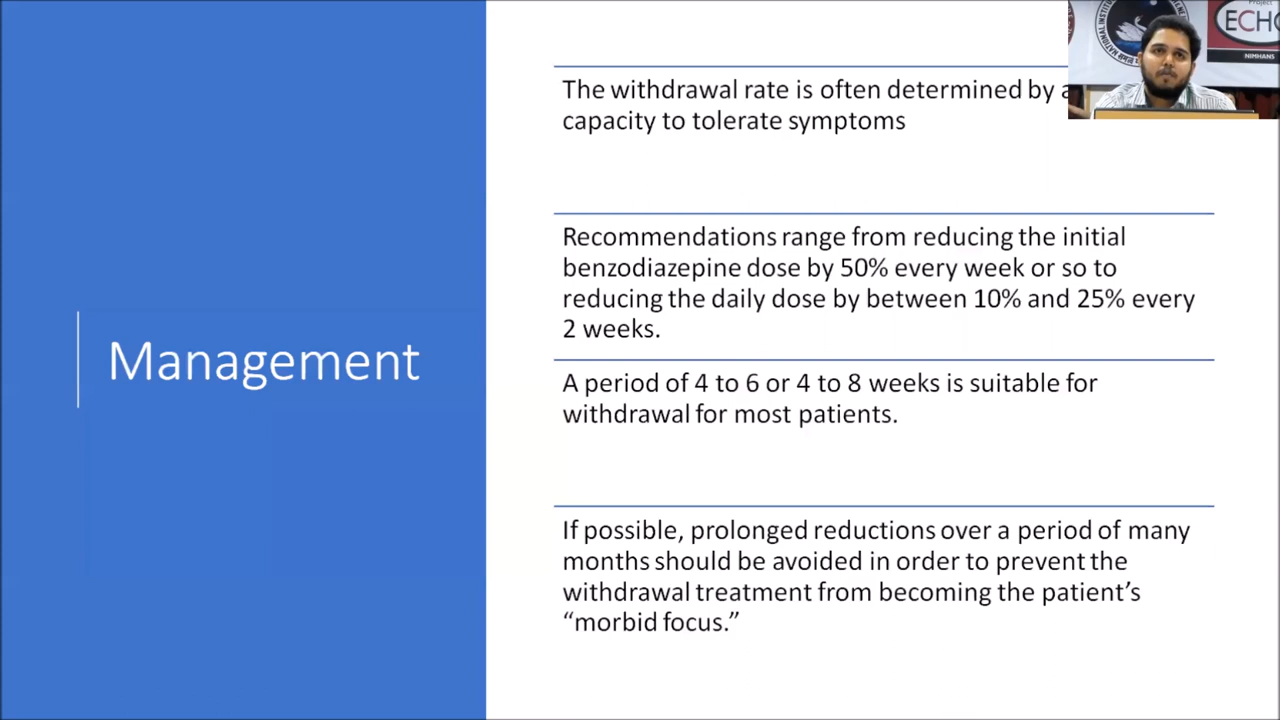 Project
ECHO
NIMHANS
NATIONAL INSTITUTE
The withdrawal rate is often determined by a
capacity to tolerate symptoms
Recommendations range from reducing the initial
benzodiazepine dose by 50% every week or so to
reducing the daily dose by between 10% and 25% every
2 weeks.
Management
A period of 4 to 6 or 4 to 8 weeks is suitable for
withdrawal for most patients.
If possible, prolonged reductions over a period of many
months should be avoided in order to prevent the
withdrawal treatment from becoming the patient’s
“morbid focus.”